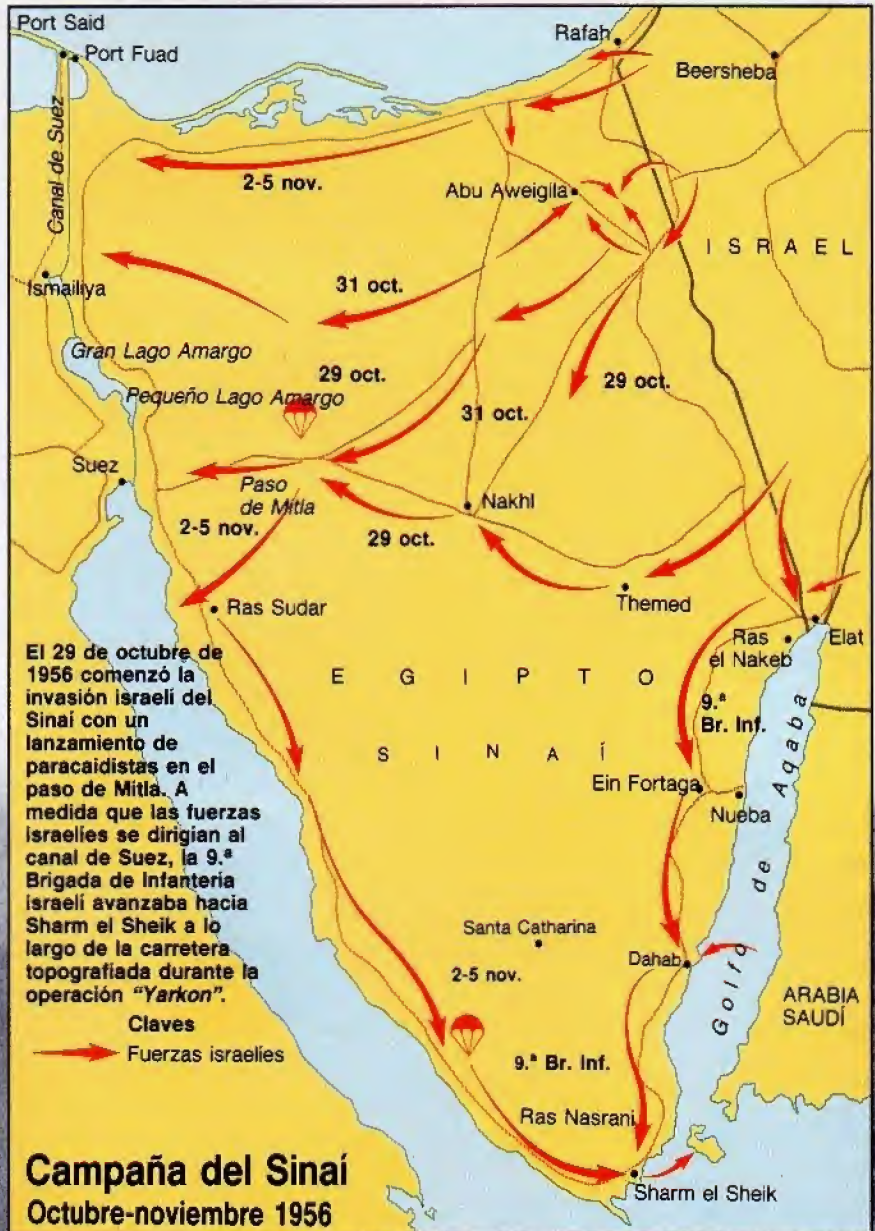 Port Said
Port Fuad
Canal de Suez
Rafah
Beersheba
2-5 nov.
Abu Aweigila
ISRAEL
Ismailiya
31 oct.
Gran Lago Amargo
29 oct.
29 oct.
Pequeño Lago Amargo
31 oct.
Suez
Paso
de Mitla
Nakhl
2-5 nov.
29 oct.
Themed
Ras Sudar
Ras
el Nakeb
Elat
El 29 de octubre de
1956 comenzó la
invasión israelí del
Sinaí con un
lanzamiento de
paracaidistas en el
paso de Mitla. A
medida que las fuerzas
israelíes se dirigian al
canal de Suez, la 9.ª
Brigada de Infantería
israelí avanzaba hacia
Sharm el Sheik a lo
largo de la carretera
topografiada durante la
operación "Yarkon".
Claves
Fuerzas israelíes
EGIPTO
SINAÍ
9.ª
Br. Inf.
Golfo de Aqaba
Ein Fortaga
Nueba
Santa Catharina
2-5 nov.
Dahab
ARABIA
SAUDÍ
9.ª Br. Inf.
Ras Nasrani
Sharm el Sheik
Campaña del Sinaí
Octubre-noviembre 1956